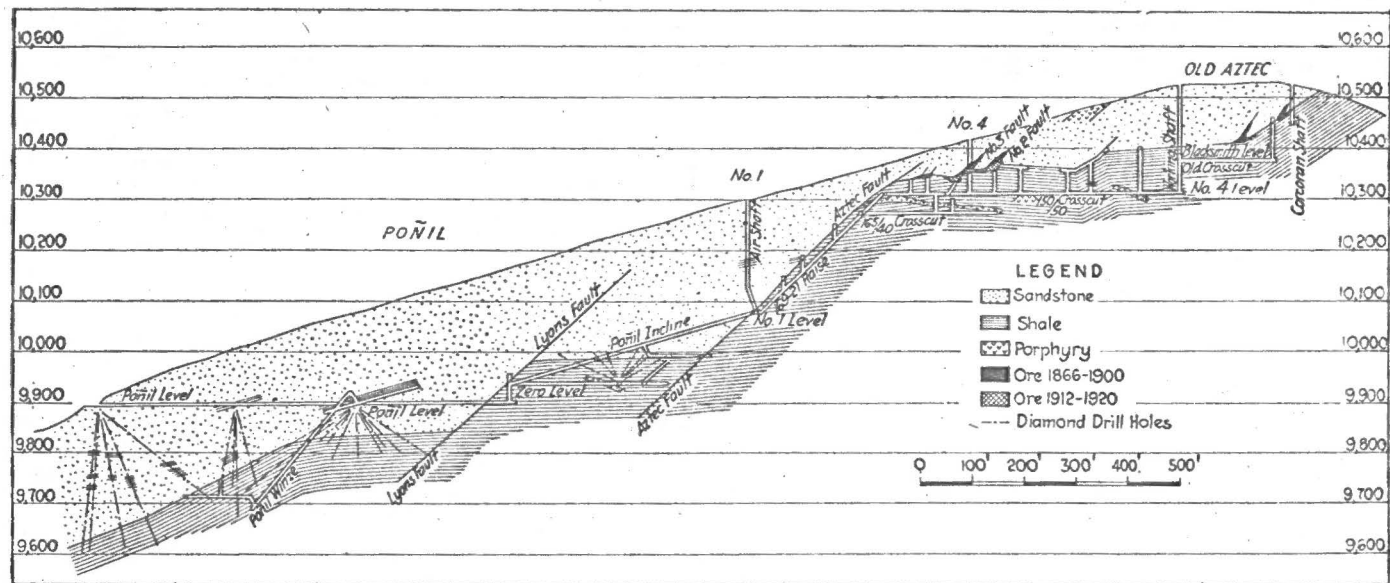 10,600 10,600
OLD AZTEC
10,500 10,500
No. 4
No. 3 Fault
No. 2 Fault
10,400 10,400
Blacksmith level
Old Crosscut
Corcoran Shaft
No. 1
Aztec Fault
10,300 10,300
No. 4 Level
150 Crosscut
50
165/40 Crosscut
Air Shaft
POÑIL
10,200 10,200
LEGEND
Sandstone
Shale
Porphyry
Ore 1866-1900
Ore 1912-1920
Diamond Drill Holes
0 100' 200' 300' 400' 500'
Raise
10,100 10,100
Lyons Fault
No. 1 Level
Poñil Incline
10,000 10,000
Zero Level
Aztec Fault
Poñil Level
Poñil Level
9,900 9,900
9,800 9,800
Lyons Fault
Poñil Winze
9,700 9,700
9,600 9,600